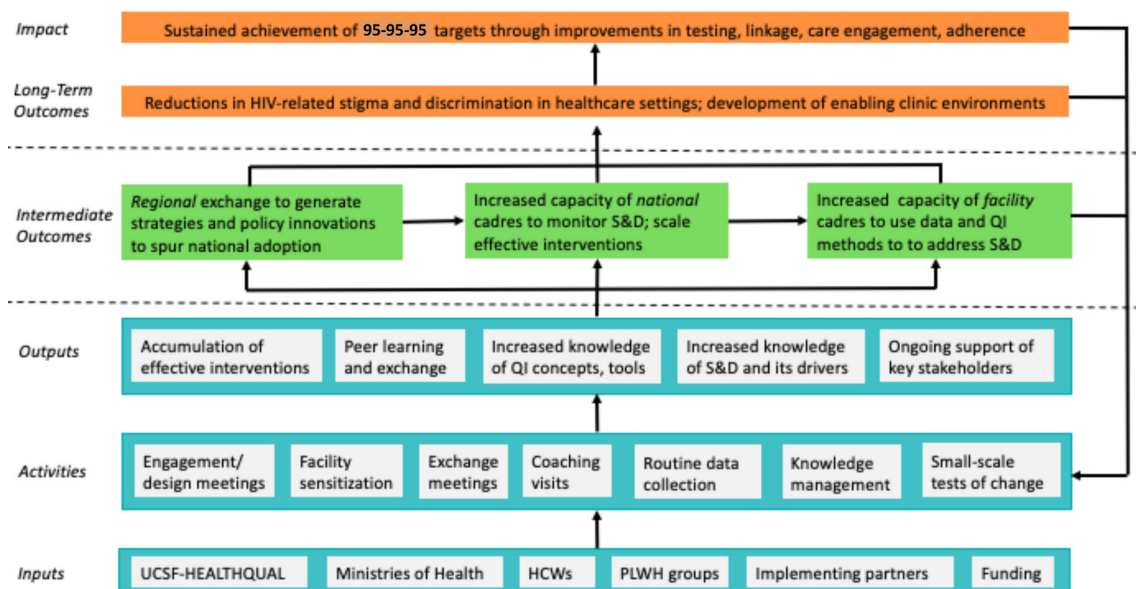 Impact
Sustained achievement of 95-95-95 targets through improvements in testing, linkage, care engagement, adherence
Long-Term
Outcomes
Reductions in HIV-related stigma and discrimination in healthcare settings; development of enabling clinic environments
Intermediate
Outcomes
Regional exchange to generate
strategies and policy innovations
to spur national adoption
Increased capacity of national
cadres to monitor S&D; scale
effective interventions
Increased capacity of facility
cadres to use data and QI
methods to to address S&D
Outputs
Accumulation of
effective interventions
Peer learning
and exchange
Increased knowledge
of QI concepts, tools
Increased knowledge
of S&D and its drivers
Ongoing support of
key stakeholders
Activities
Engagement/
design meetings
Facility
sensitization
Exchange
meetings
Coaching
visits
Routine data
collection
Knowledge
management
Small-scale
tests of change
Inputs
UCSF-HEALTHQUAL
Ministries of Health
HCWs
PLWH groups
Implementing partners
Funding